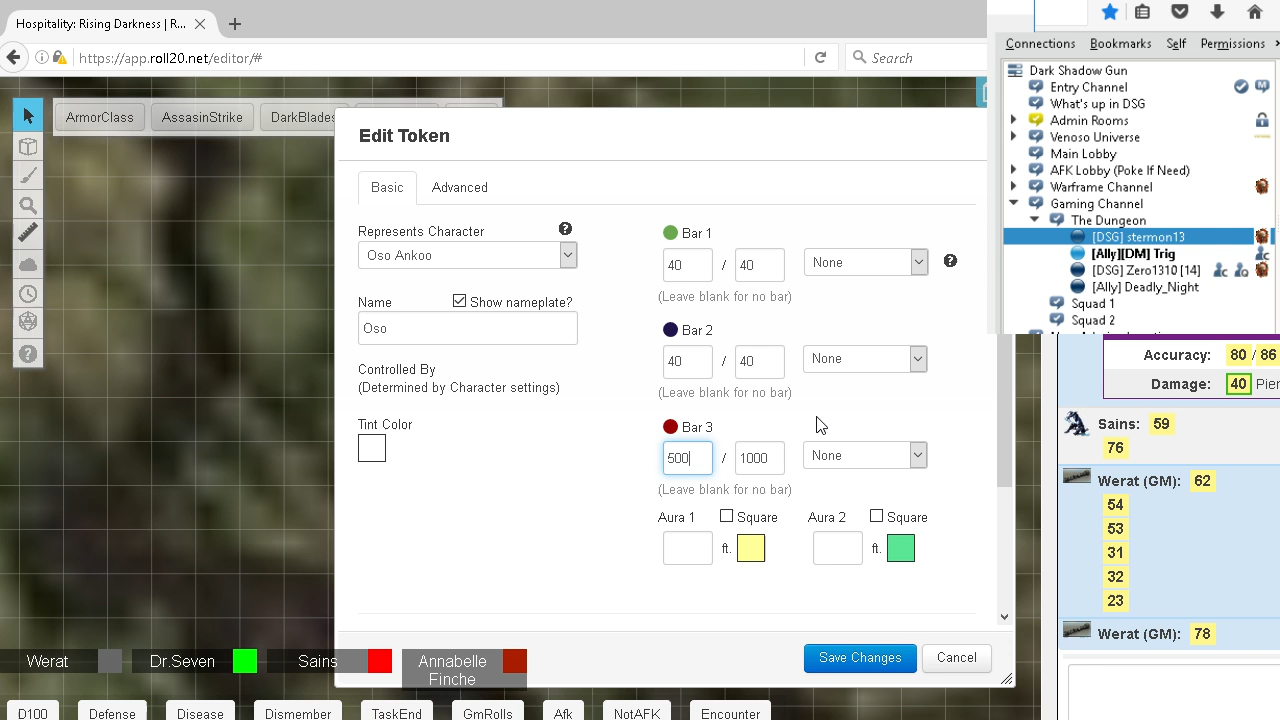 Hospitality: Rising Darkness | R...
https://app.roll20.net/editor/#
Search
ArmorClass
AssasinStrike
Edit Token
Basic
Advanced
Represents Character
Oso Ankoo
Name
Show nameplate?
Oso
Controlled By
(Determined by Character settings)
Tint Color
Bar 1
40 / 40
None
(Leave blank for no bar)
Bar 2
40 / 40
None
(Leave blank for no bar)
Bar 3
500 / 1000
None
(Leave blank for no bar)
Aura 1
Square
Aura 2
Square
ft.
ft.
Save Changes
Cancel
Connections Bookmarks Self Permissions
Dark Shadow Gun
Entry Channel
What's up in DSG
Admin Rooms
Venoso Universe
Main Lobby
AFK Lobby (Poke If Need)
Warframe Channel
Gaming Channel
The Dungeon
[DSG] stermon13
[Ally][DM] Trig
[DSG] Zero1310 [14]
[Ally] Deadly_Night
Squad 1
Squad 2
Accuracy: 80 / 86
Damage: 40
Sains: 59
76
Werat (GM): 62
54
53
31
32
23
Werat (GM): 78
Werat
Dr.Seven
Sains
Annabelle
Finche
D100
Defense
Disease
Dismember
TaskEnd
GmRolls
Afk
NotAFK
Encounter